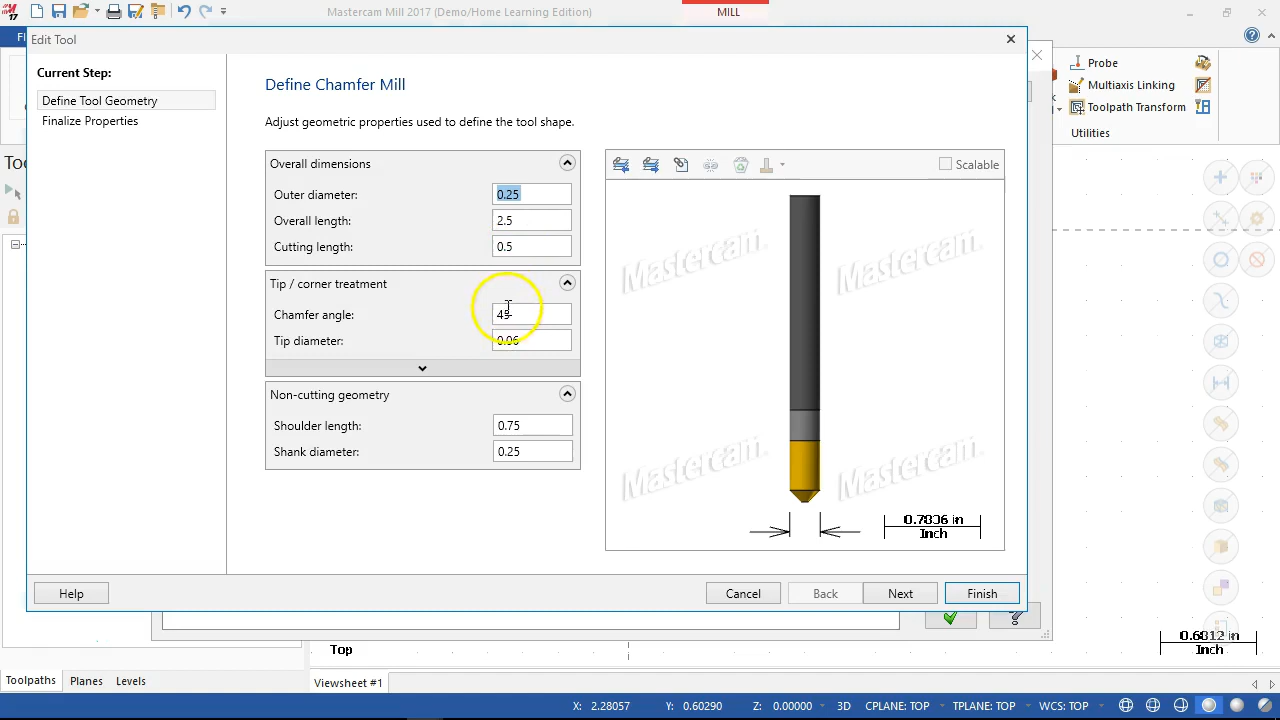 17
Mastercam Mill 2017 (Demo/Home Learning Edition)
MILL
Edit Tool
Current Step:
Define Tool Geometry
Finalize Properties
Define Chamfer Mill
Adjust geometric properties used to define the tool shape.
Overall dimensions
Outer diameter: 0.25
Overall length: 2.5
Cutting length: 0.5
Tip / corner treatment
Chamfer angle: 45
Tip diameter: 0.06
Non-cutting geometry
Shoulder length: 0.75
Shank diameter: 0.25
Scalable
Mastercam. Mastercam.
Mastercam. Mastercam.
0.7806 in
Inch
Help
Cancel
Back
Next
Finish
Probe
Multiaxis Linking
Toolpath Transform
Utilities
Top
0.6812 in
Inch
Toolpaths Planes Levels
Viewsheet #1
X: 2.28057 Y: 0.60290 Z: 0.00000 3D CPLANE: TOP TPLANE: TOP WCS: TOP